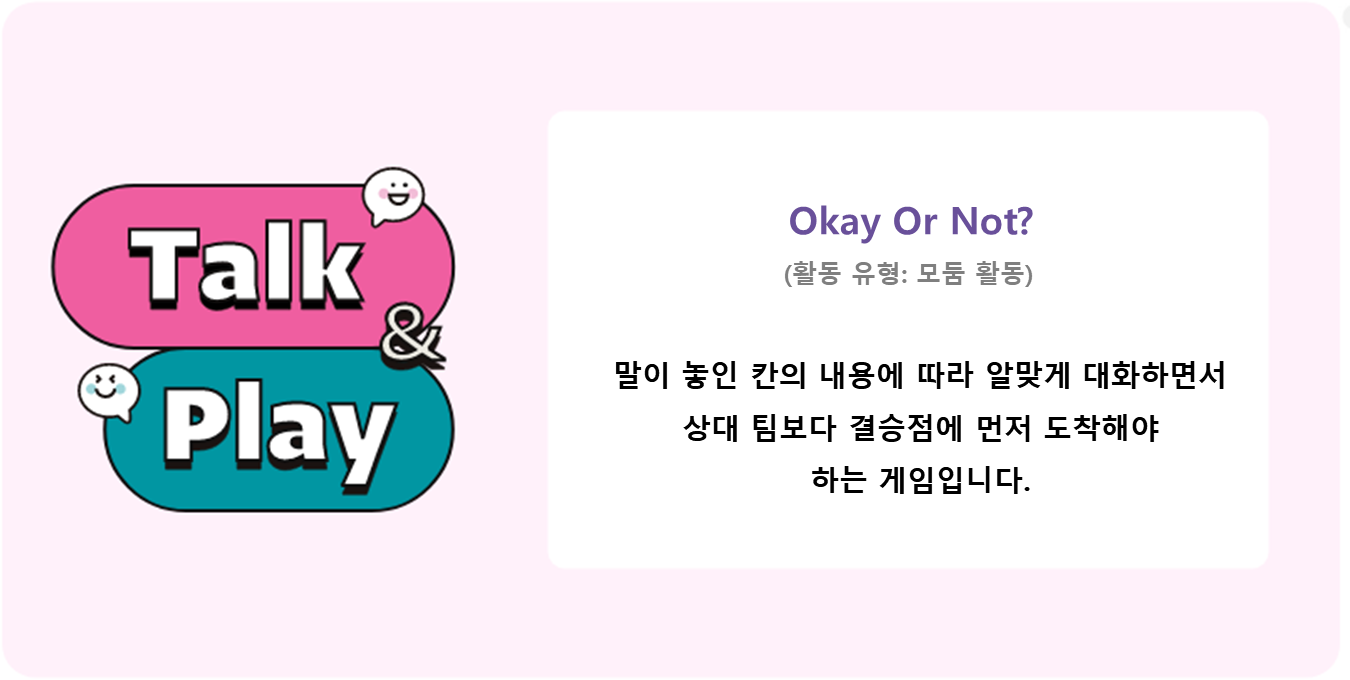 Talk
&
Play
Okay Or Not?
(활동 유형: 모둠 활동)
말이 놓인 칸의 내용에 따라 알맞게 대화하면서
상대 팀보다 결승점에 먼저 도착해야
하는 게임입니다.